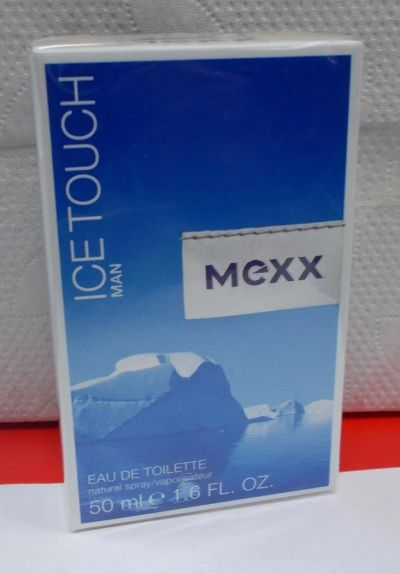 ICE TOUCH
MAN
MEXX
EAU DE TOILETTE
natural spray/vaporisateur
50 ml e 1.6 FL. OZ.